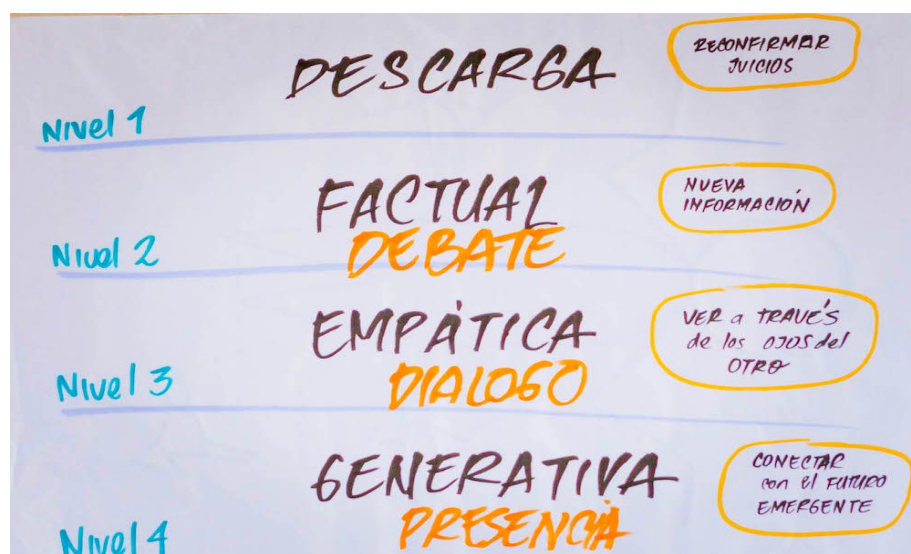 DESCARGA
RECONFIRMAR
JUICIOS
Nivel 1
FACTUAL
DEBATE
NUEVA
INFORMACIÓN
Nivel 2
EMPÁTICA
DIALOGO
VER a TRAVÉS
de los OJOS del
OTRO
Nivel 3
GENERATIVA
PRESENCIA
CONECTAR
con el FUTURO
EMERGENTE
Nivel 4